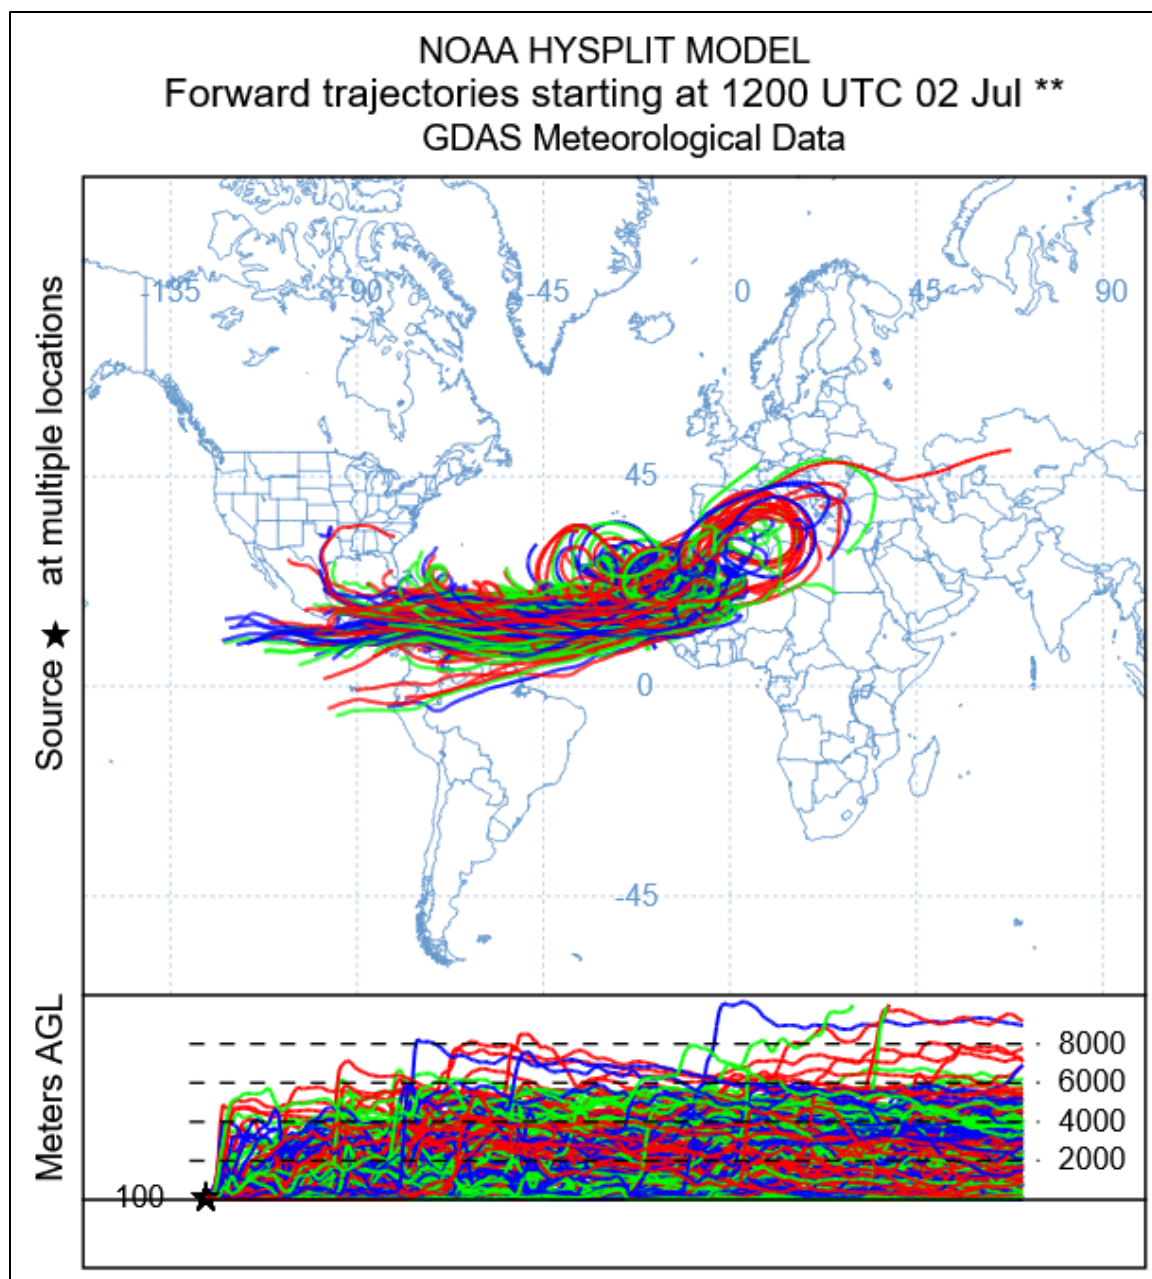 NOAA HYSPLIT MODEL
Forward trajectories starting at 1200 UTC 02 Jul **
GDAS Meteorological Data
Source ★ at multiple locations
-135
-90
-45
0
45
90
45
0
-45
Meters AGL
8000
6000
4000
2000
100